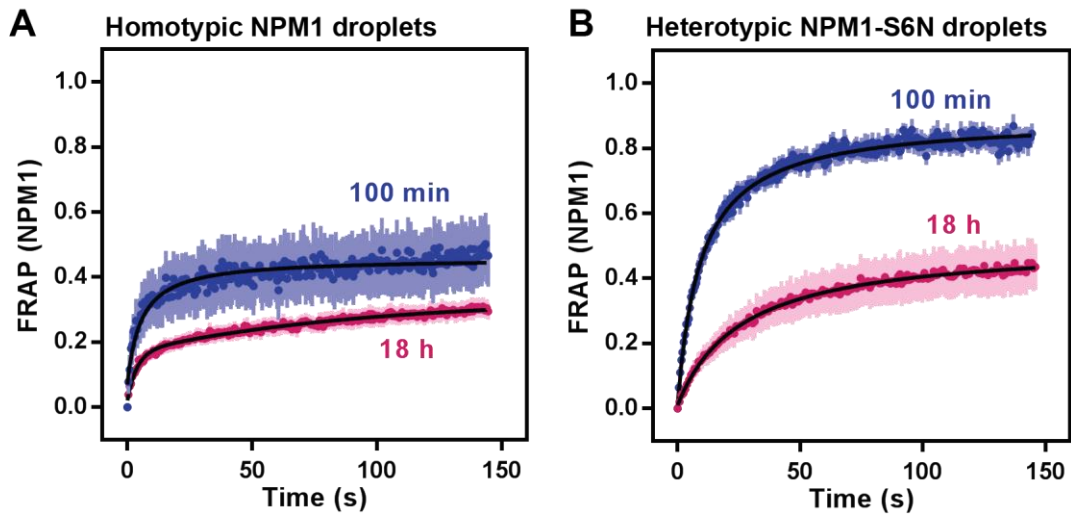 A Homotypic NPM1 droplets
FRAP (NPM1)
1.0
0.8
0.6
0.4
0.2
0.0
100 min
18 h
0 50 100 150
Time (s)
B Heterotypic NPM1-S6N droplets
FRAP (NPM1)
1.0
0.8
0.6
0.4
0.2
0.0
100 min
18 h
0 50 100 150
Time (s)